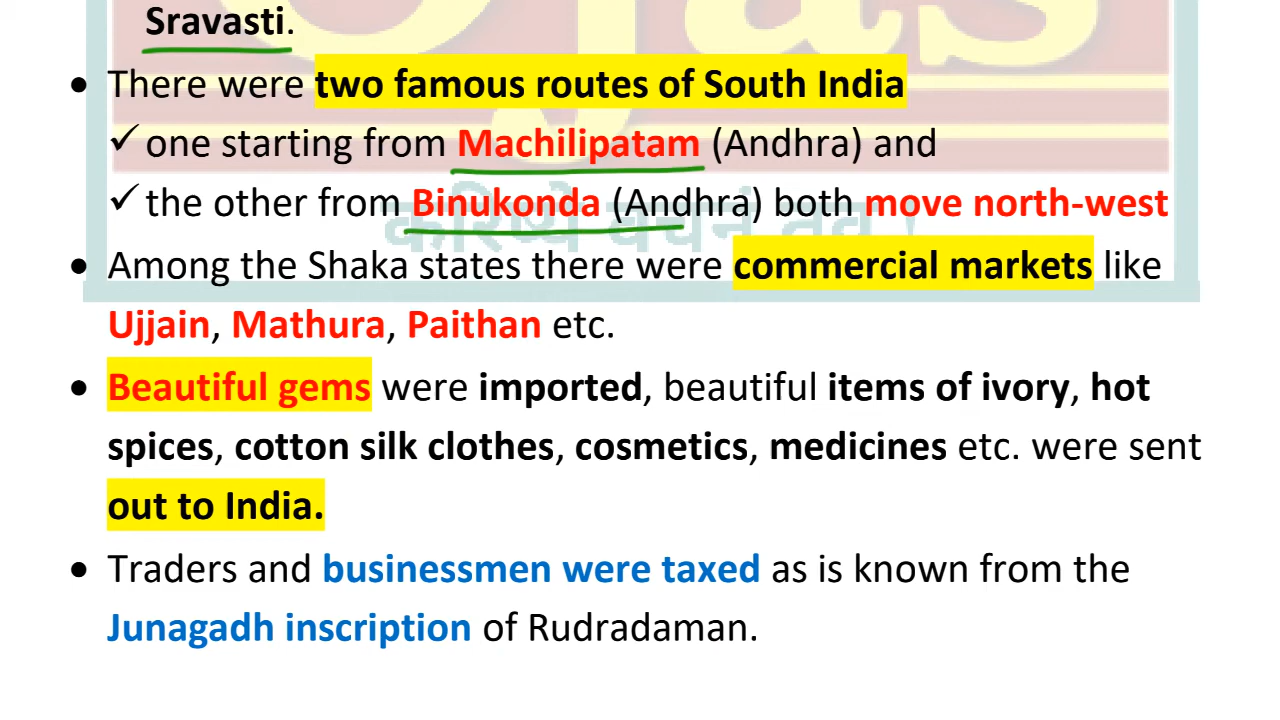 Sravasti.
• There were two famous routes of South India
✓ one starting from Machilipatam (Andhra) and
✓ the other from Binukonda (Andhra) both move north-west
करिष्ये वचनं तव !
• Among the Shaka states there were commercial markets like
Ujjain, Mathura, Paithan etc.
• Beautiful gems were imported, beautiful items of ivory, hot
spices, cotton silk clothes, cosmetics, medicines etc. were sent
out to India.
• Traders and businessmen were taxed as is known from the
Junagadh inscription of Rudradaman.